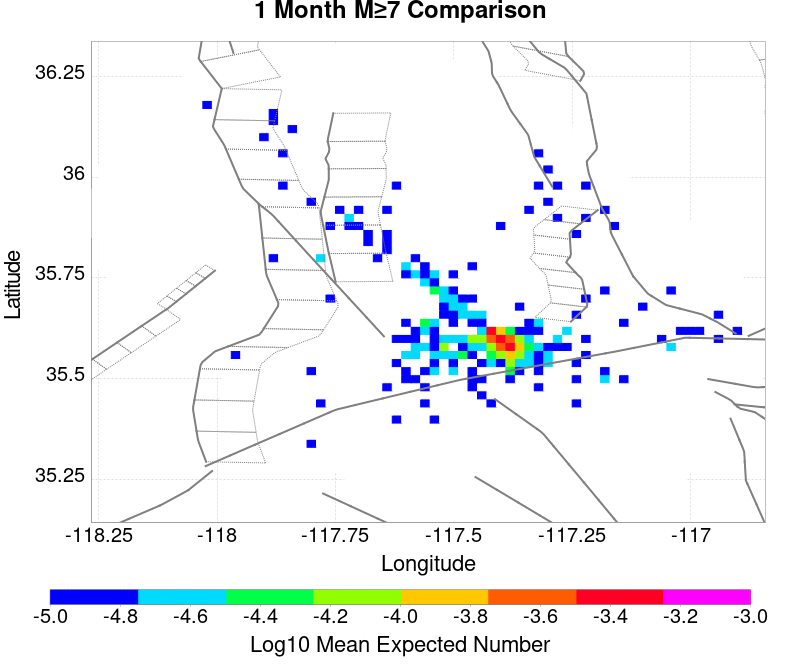 1 Month M≥7 Comparison
36.25
36
35.75
35.5
35.25
Latitude
-118.25 -118 -117.75 -117.5 -117.25 -117
Longitude
-5.0 -4.8 -4.6 -4.4 -4.2 -4.0 -3.8 -3.6 -3.4 -3.2 -3.0
Log10 Mean Expected Number